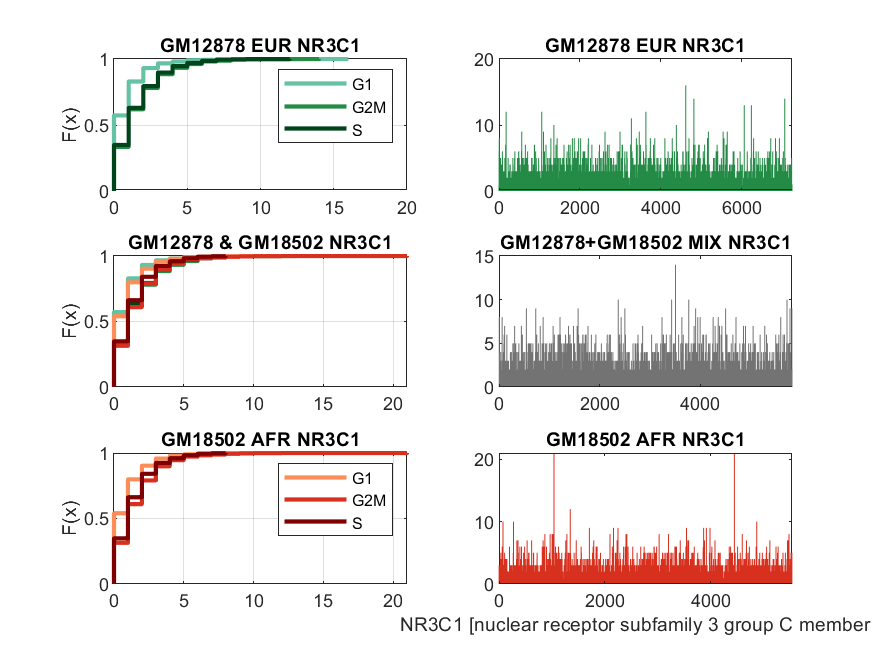 GM12878 EUR NR3C1
F(x)
1
0.5
0
0 5 10 15 20
G1
G2M
S
GM12878 EUR NR3C1
20
10
0
0 2000 4000 6000
GM12878 & GM18502 NR3C1
F(x)
1
0.5
0
0 5 10 15 20
GM12878+GM18502 MIX NR3C1
15
10
5
0
0 2000 4000
GM18502 AFR NR3C1
F(x)
1
0.5
0
0 5 10 15 20
G1
G2M
S
GM18502 AFR NR3C1
20
10
0
0 2000 4000
NR3C1 [nuclear receptor subfamily 3 group C member